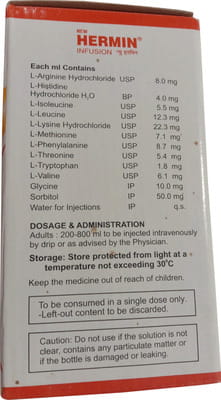 NEW
HERMIN®
INFUSION
Each ml Contains
L-Arginine Hydrochloride USP 8.0 mg
L-Histidine
Hydrochloride H₂O BP 4.0 mg
L-Isoleucine USP 5.5 mg
L-Leucine USP 12.3 mg
L-Lysine Hydrochloride USP 22.3 mg
L-Methionine USP 7.1 mg
L-Phenylalanine USP 8.7 mg
L-Threonine USP 5.4 mg
L-Tryptophan USP 1.8 mg
L-Valine USP 6.1 mg
Glycine IP 10.0 mg
Sorbitol IP 50.0 mg
Water for Injections IP q.s.
DOSAGE & ADMINISTRATION
Adults : 200-800 ml to be injected intravenously
by drip or as advised by the Physician.
Storage: Store protected from light at a
temperature not exceeding 30°C
Keep the medicine out of reach of children.
To be consumed in a single dose only.
-Left-out content to be discarded.
Caution: Do not use if the solution is not
clear, contains any particulate matter or
if the bottle is damaged or leaking.